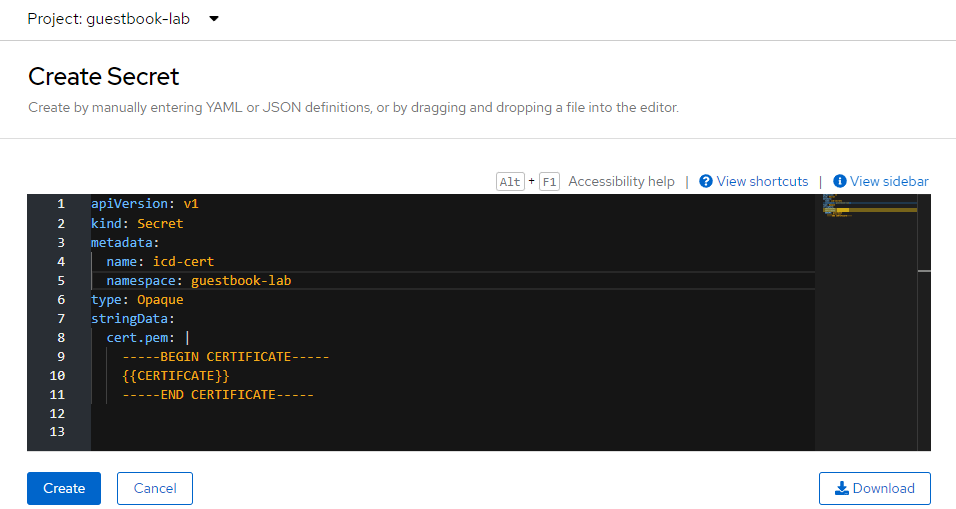 Project: guestbook-lab
Create Secret
Create by manually entering YAML or JSON definitions, or by dragging and dropping a file into the editor.
Alt + F1 Accessibility help | View shortcuts | View sidebar
1 apiVersion: v1
2 kind: Secret
3 metadata:
4 name: icd-cert
5 namespace: guestbook-lab
6 type: Opaque
7 stringData:
8 cert.pem: |
9 -----BEGIN CERTIFICATE-----
10 {{CERTIFCATE}}
11 -----END CERTIFICATE-----
12
13
Create Cancel Download